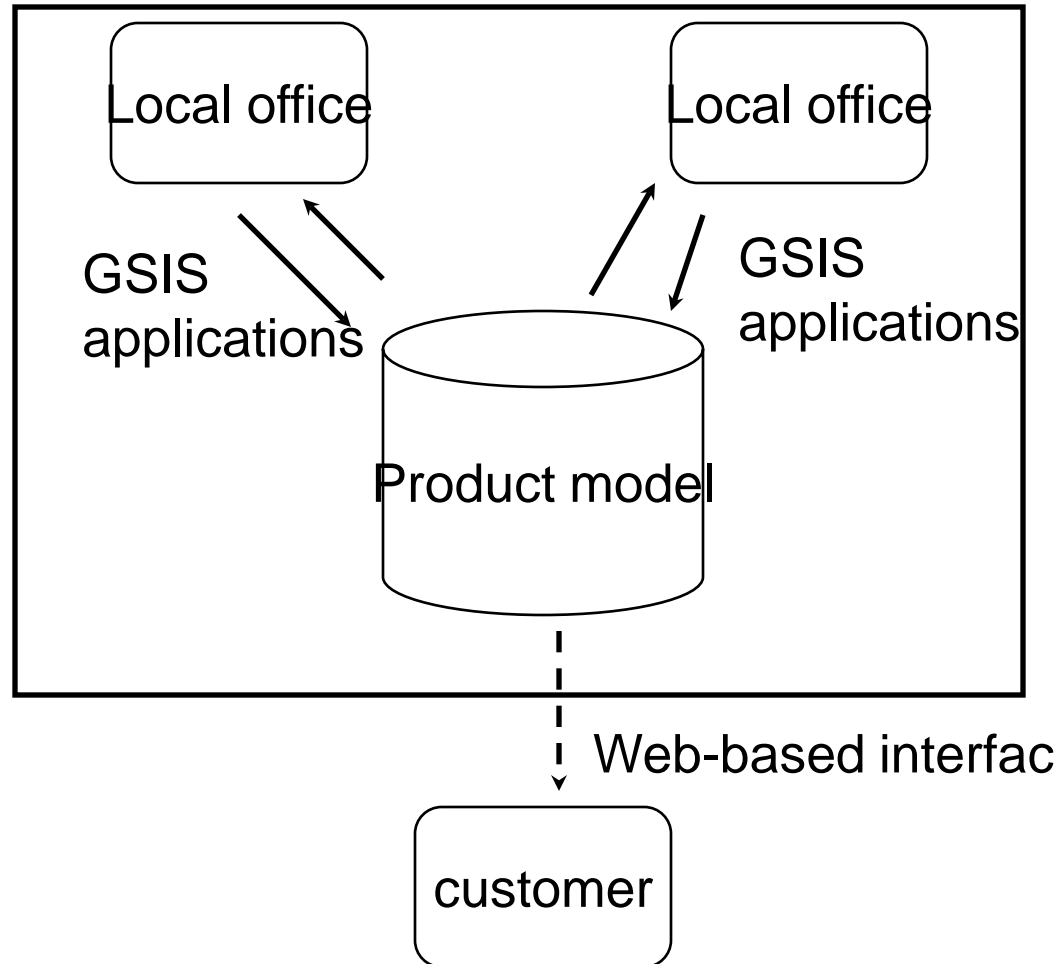 Local office
Local office
GSIS
applications
GSIS
applications
Product model
Web-based interfac
customer